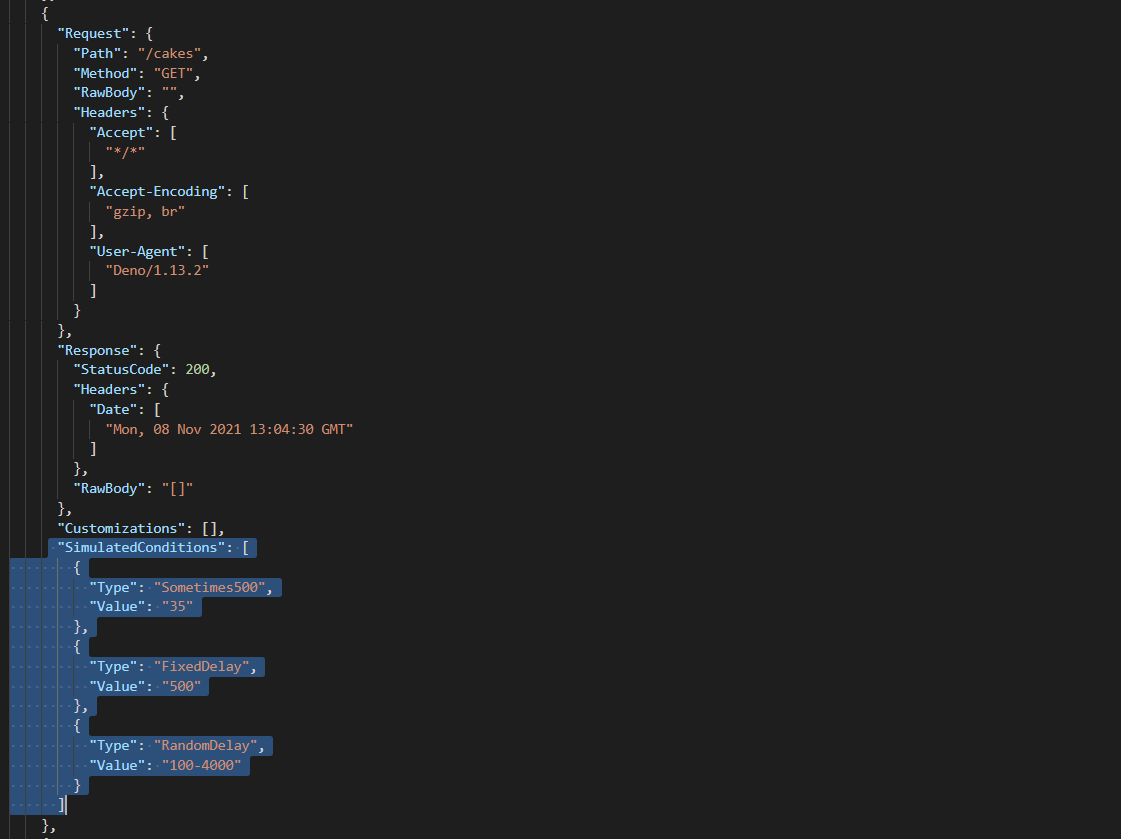 {
"Request": {
"Path": "/cakes",
"Method": "GET",
"RawBody": "",
"Headers": {
"Accept": [
"*/*"
],
"Accept-Encoding": [
"gzip, br"
],
"User-Agent": [
"Deno/1.13.2"
]
}
},
"Response": {
"StatusCode": 200,
"Headers": {
"Date": [
"Mon, 08 Nov 2021 13:04:30 GMT"
]
},
"RawBody": "[]"
},
"Customizations": [],
"SimulatedConditions": [
{
"Type": "Sometimes500",
"Value": "35"
},
{
"Type": "FixedDelay",
"Value": "500"
},
{
"Type": "RandomDelay",
"Value": "100-4000"
}
]
},